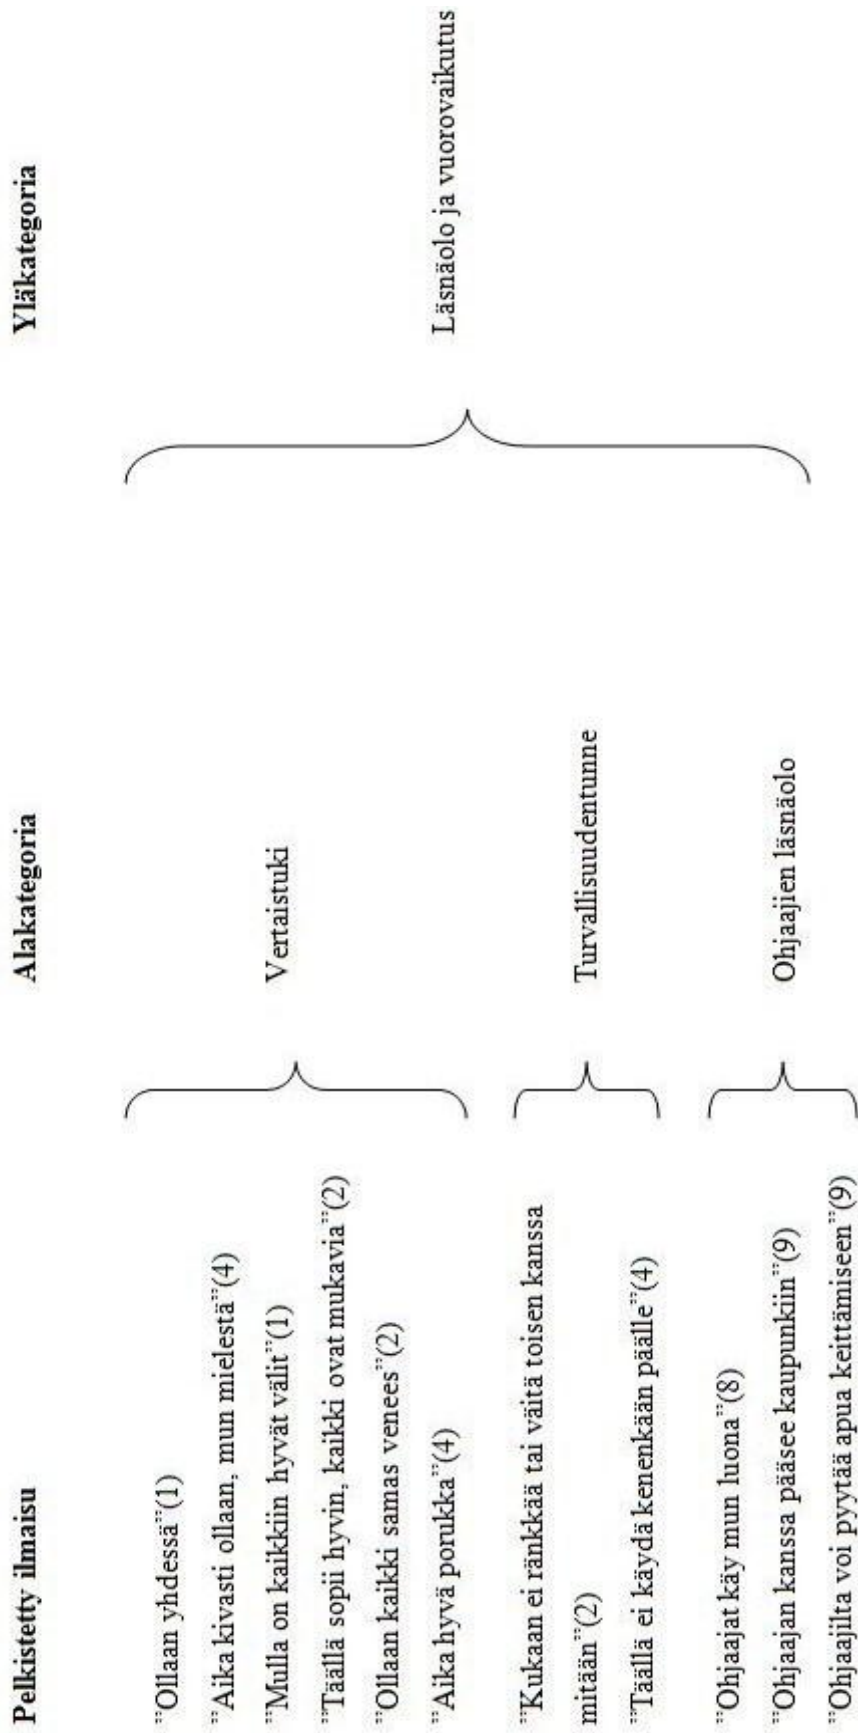 Pelkistetty ilmaisu
Alakategoria
Yläkategoria
”Ollaan yhdessä”(1)
”Aika kivasti ollaan, mun mielestä”(4)
”Mulla on kaikkiin hyvät välit”(1)
”Täällä sopii hyvin, kaikki ovat mukavia”(2)
”Ollaan kaikki samas venees”(2)
”Aika hyvä porukka”(4)
Vertaistuki
”Kukaan ei ränkkää tai väitä toisen kanssa
mitään”(2)
”Täällä ei käydä kenenkään päälle”(4)
Turvallisuudentunne
”Ohjaajat käy mun luona”(8)
”Ohjaajan kanssa pääsee kaupunkiin”(9)
”Ohjaajilta voi pyytää apua keittämiseen”(9)
Ohjaajien läsnäolo
Läsnäolo ja vuorovaikutus